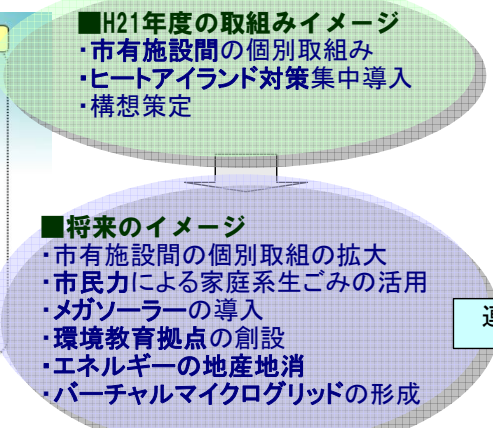 ■H21年度の取組みイメージ
・市有施設間の個別取組み
・ヒートアイランド対策集中導入
・構想策定
■将来のイメージ
・市有施設間の個別取組の拡大
・市民力による家庭系生ごみの活用
・メガソーラーの導入
・環境教育拠点の創設
・エネルギーの地産地消
・バーチャルマイクログリッドの形成